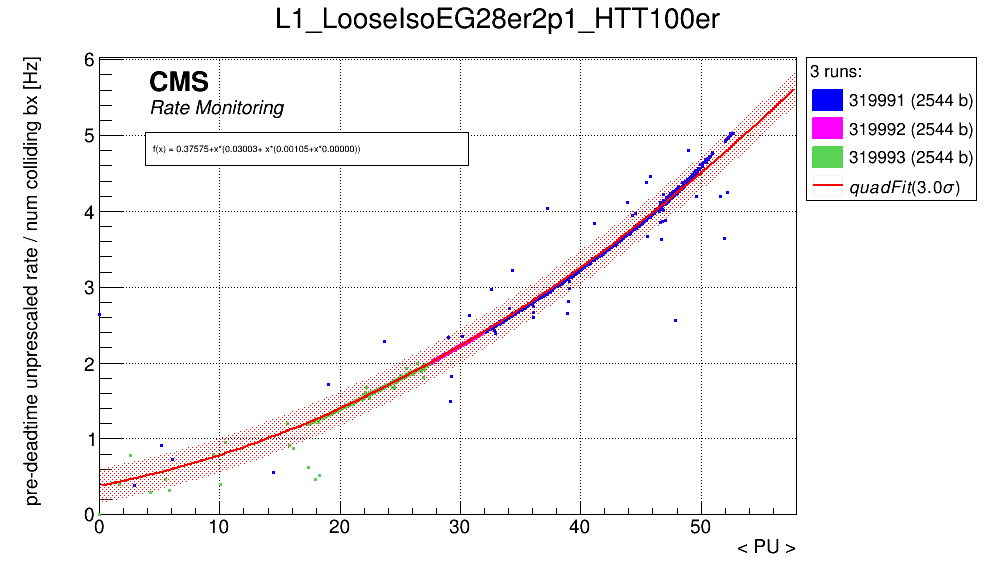 L1_LooseIsoEG28er2p1_HTT100er
pre-deadtime unprescaled rate / num colliding bx [Hz]
6
5
4
3
2
1
0
CMS
Rate Monitoring
f(x) = 0.37575+x*(0.03003+ x*(0.00105+x*0.00000))
0 10 20 30 40 50
< PU >
3 runs:
319991 (2544 b)
319992 (2544 b)
319993 (2544 b)
quadFit(3.0σ)